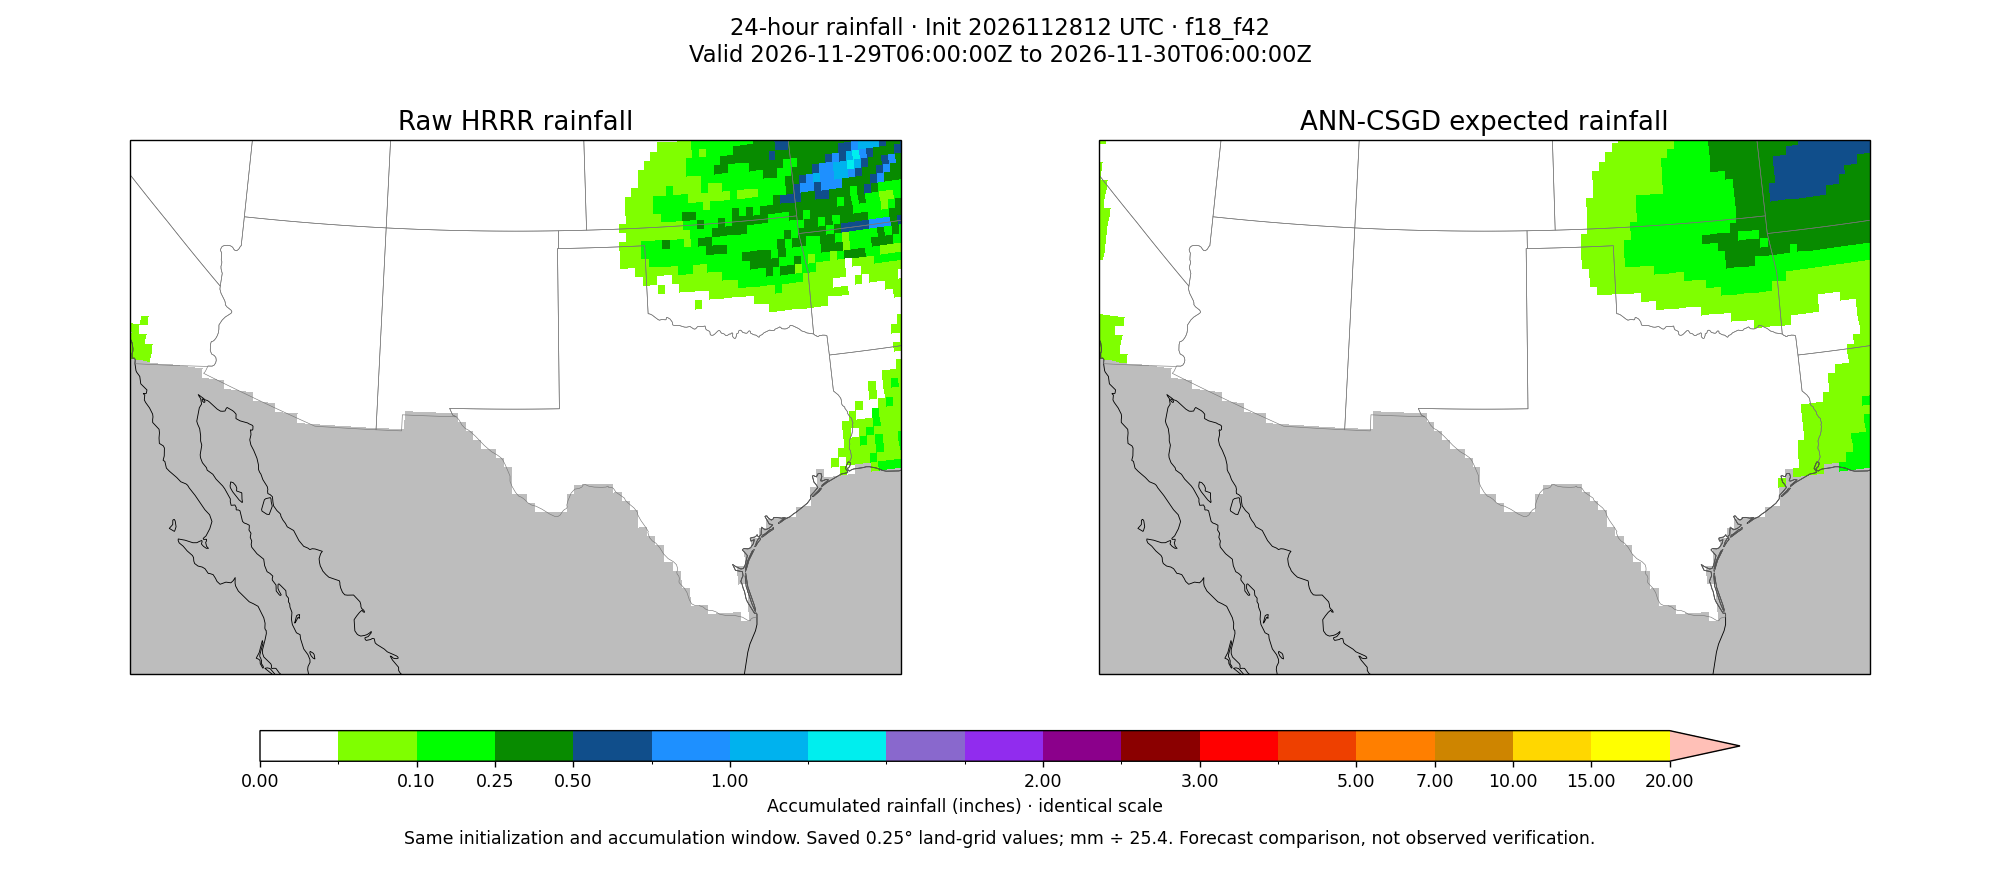 24-hour rainfall · Init 2026112812 UTC · f18_f42
Valid 2026-11-29T06:00:00Z to 2026-11-30T06:00:00Z
Raw HRRR rainfall
ANN-CSGD expected rainfall
0.00 0.10 0.25 0.50 1.00 2.00 3.00 5.00 7.00 10.00 15.00 20.00
Accumulated rainfall (inches) · identical scale
Same initialization and accumulation window. Saved 0.25° land-grid values; mm ÷ 25.4. Forecast comparison, not observed verification.